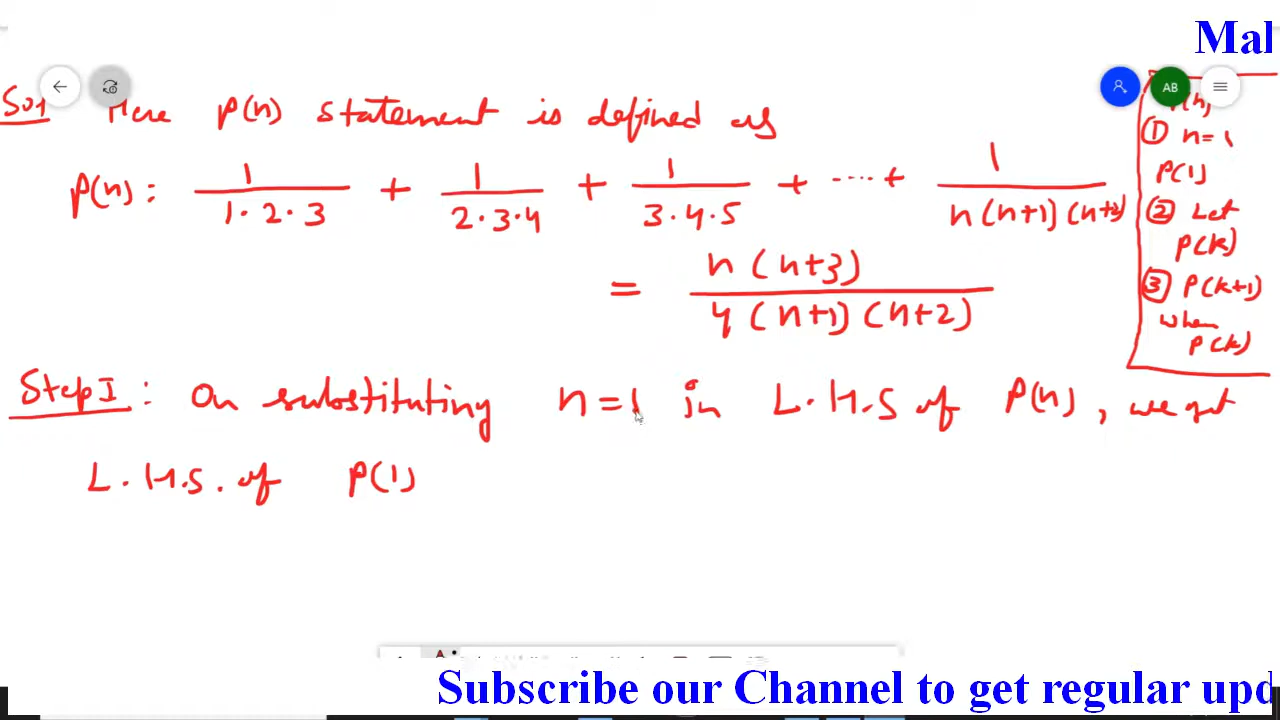 Mal
Sol Here P(n) statement is defined as
P(n): 1/(1·2·3) + 1/(2·3·4) + 1/(3·4·5) + ---- + 1/(n(n+1)(n+2))
= n(n+3)/(4(n+1)(n+2))
Step I: On substituting n=1 in L.H.S of P(n), we get
L.H.S. of P(1)
AB
P(n)
① n=1
P(1)
② Let
P(k)
③ P(k+1)
when
P(k)
Subscribe our Channel to get regular upd